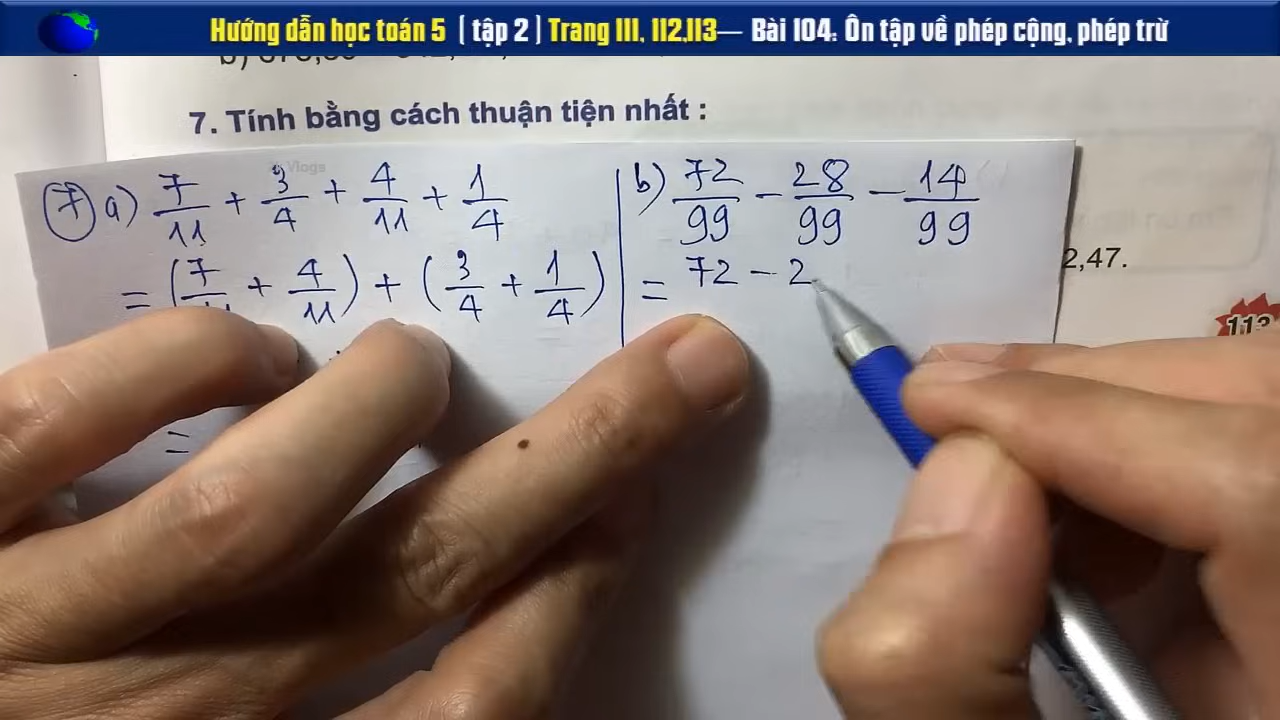 Hướng dẫn học toán 5 ( tập 2 ) Trang 111, 112,113— Bài 104: Ôn tập về phép cộng, phép trừ
7. Tính bằng cách thuận tiện nhất :
Vlogs
7 a) 7/11 + 3/4 + 4/11 + 1/4
= (7/11 + 4/11) + (3/4 + 1/4)
=
b) 72/99 − 28/99 − 14/99
= 72 − 2
2,47.
113